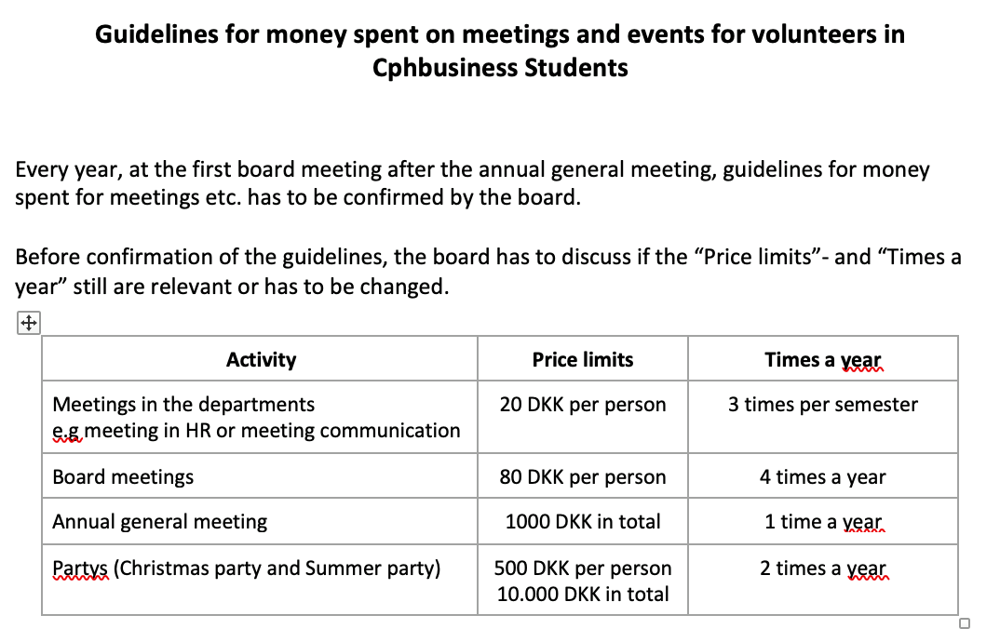 Guidelines for money spent on meetings and events for volunteers in
Cphbusiness Students
Every year, at the first board meeting after the annual general meeting, guidelines for money
spent for meetings etc. has to be confirmed by the board.
Before confirmation of the guidelines, the board has to discuss if the “Price limits”- and “Times a
year” still are relevant or has to be changed.
Activity Price limits Times a year
Meetings in the departments 20 DKK per person 3 times per semester
e.g meeting in HR or meeting communication
Board meetings 80 DKK per person 4 times a year
Annual general meeting 1000 DKK in total 1 time a year
Partys (Christmas party and Summer party) 500 DKK per person 2 times a year
10.000 DKK in total